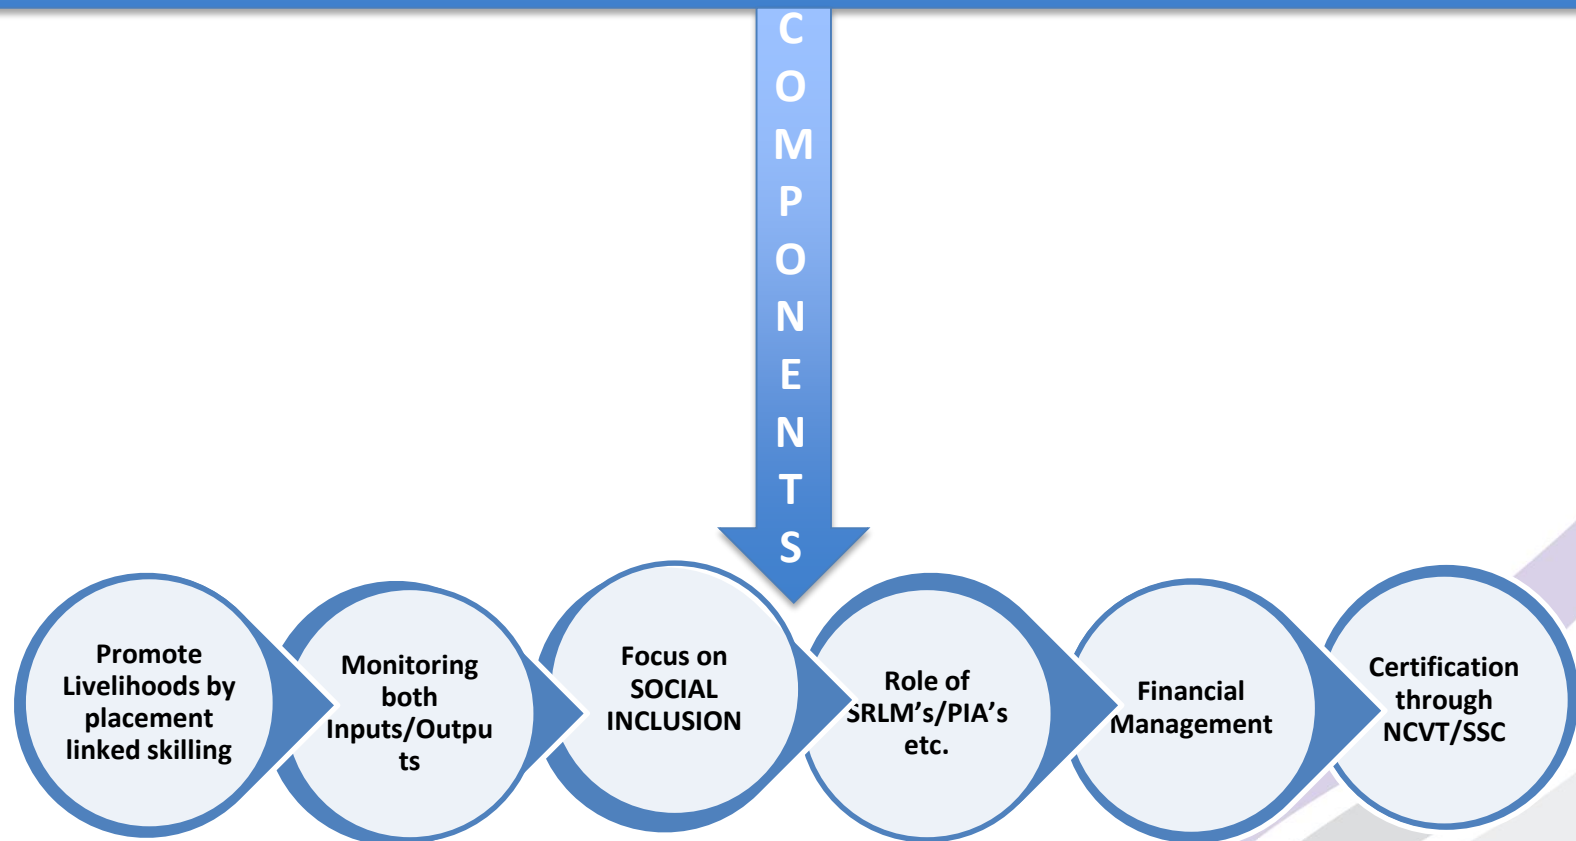 C
O
M
P
O
N
E
N
T
S
Promote
Livelihoods by
placement
linked skilling
Monitoring
both
Inputs/Outpu
ts
Focus on
SOCIAL
INCLUSION
Role of
SRLM’s/PIA’s
etc.
Financial
Management
Certification
through
NCVT/SSC